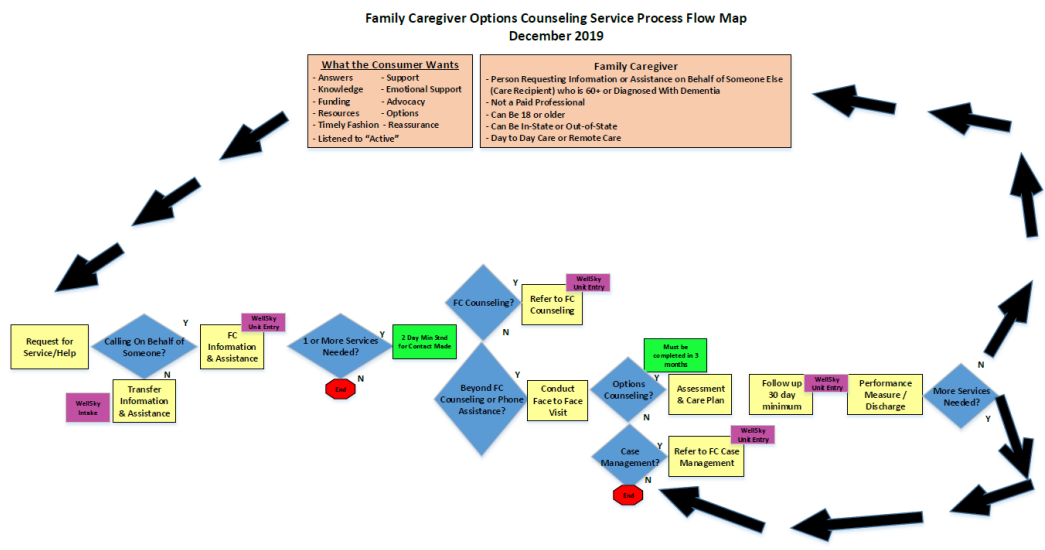 Family Caregiver Options Counseling Service Process Flow Map
December 2019
What the Consumer Wants
- Answers - Support
- Knowledge - Emotional Support
- Funding - Advocacy
- Resources - Options
- Timely Fashion - Reassurance
- Listened to “Active”
Family Caregiver
- Person Requesting Information or Assistance on Behalf of Someone Else
(Care Recipient) who is 60+ or Diagnosed With Dementia
- Not a Paid Professional
- Can Be 18 or older
- Can Be In-State or Out-of-State
- Day to Day Care or Remote Care
Request for
Service/Help
Calling On Behalf of
Someone?
Y
N
WellSky
Intake
Transfer
Information
& Assistance
WellSky
Unit Entry
FC
Information
& Assistance
1 or More Services
Needed?
Y
N
End
2 Day Min Stnd
for Contact Made
FC Counseling?
Y
N
WellSky
Unit Entry
Refer to FC
Counseling
Beyond FC
Counseling or Phone
Assistance?
Y
N
Conduct
Face to Face
Visit
Options
Counseling?
Y
N
Must be
completed in 3
months
Assessment
& Care Plan
Case
Management?
Y
N
End
WellSky
Unit Entry
Refer to FC Case
Management
Follow up
30 day
minimum
WellSky
Unit Entry
Performance
Measure /
Discharge
More Services
Needed?
N
Y